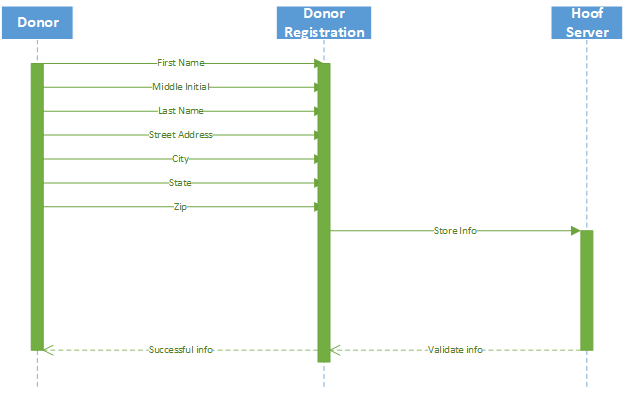 Donor
Donor
Registration
Hoof
Server
First Name
Middle Initial
Last Name
Street Address
City
State
Zip
Store Info
Successful info
Validate info